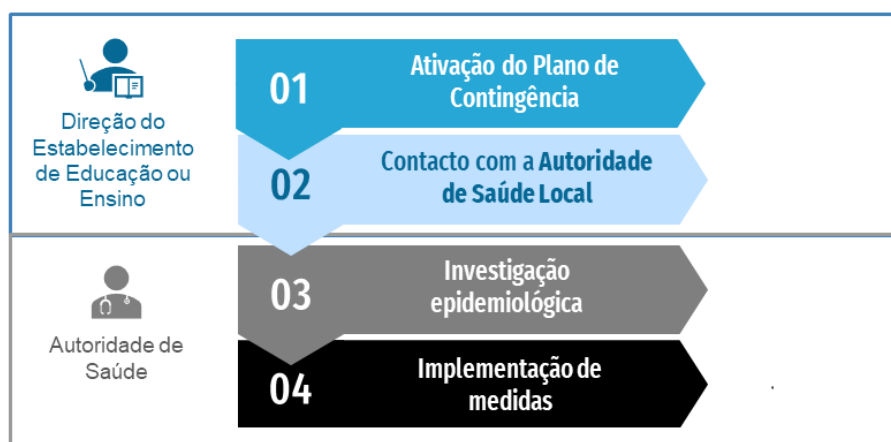 Direção do
Estabelecimento
de Educação ou
Ensino
01
Ativação do Plano de
Contingência
02
Contacto com a Autoridade
de Saúde Local
Autoridade de
Saúde
03
Investigação
epidemiológica
04
Implementação de
medidas
.